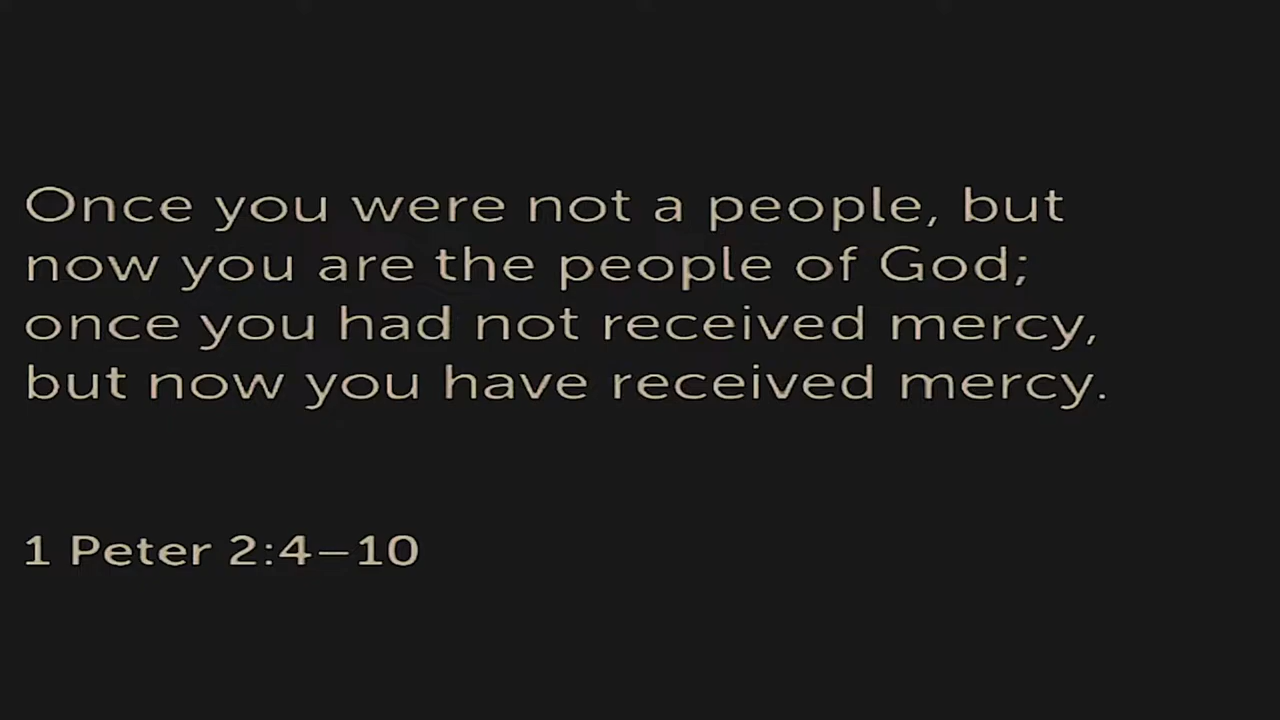 Once you were not a people, but
now you are the people of God;
once you had not received mercy,
but now you have received mercy.
1 Peter 2:4–10